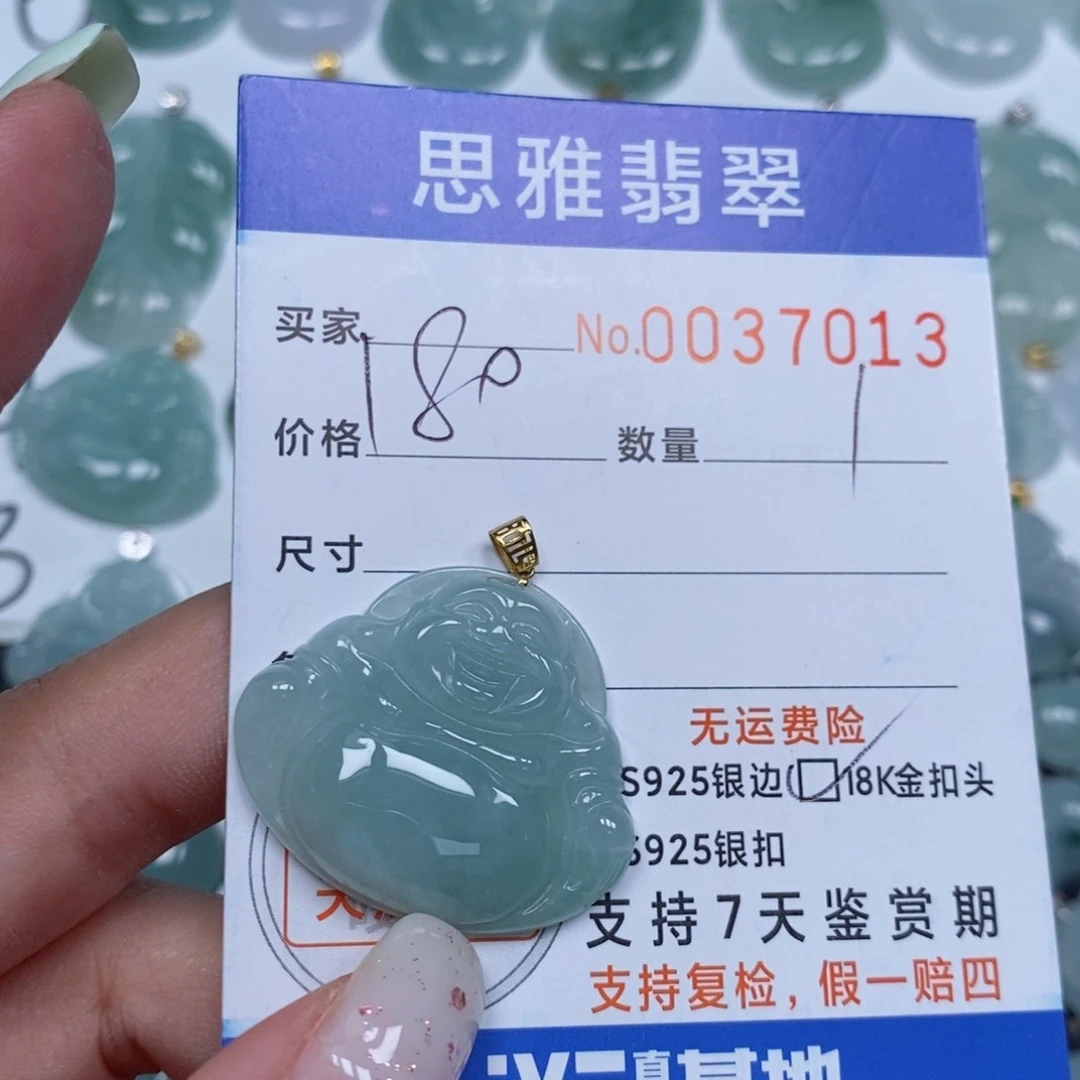 思雅翡翠
买家 No.0037013
价格 180 数量 1
尺寸
无运费险
S925银边 18K金扣头
S925银扣
支持7天鉴赏期
支持复检，假一赔四
基地